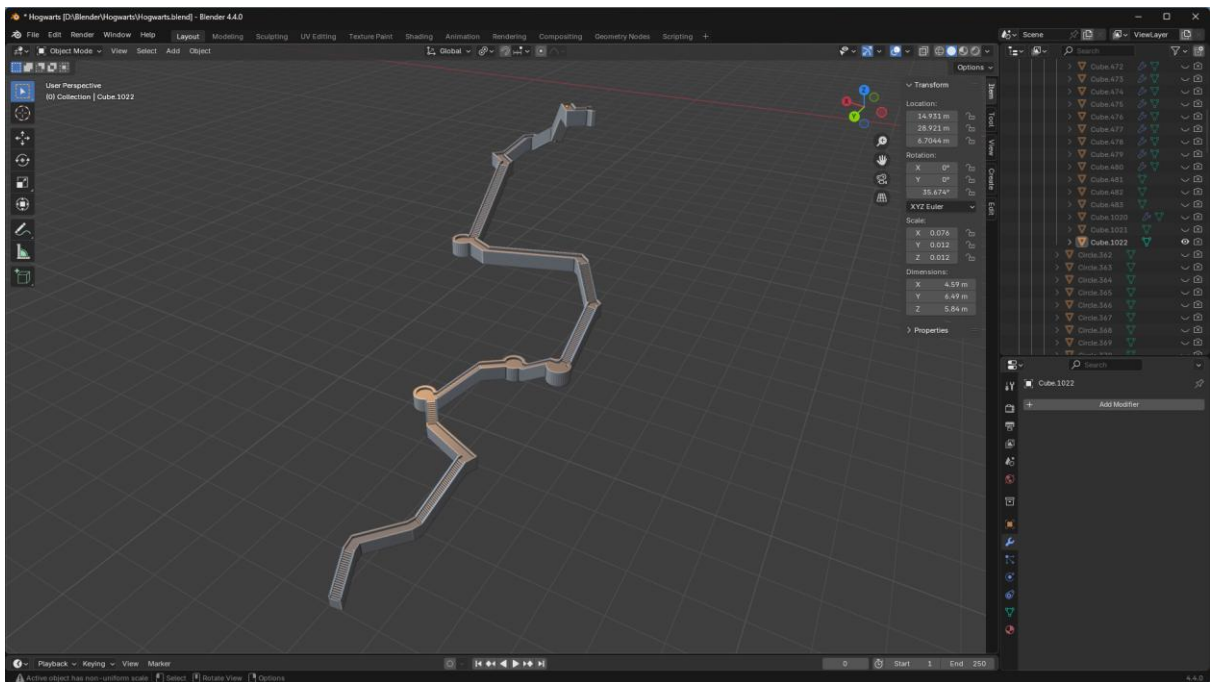 * Hogwarts [D:\Blender\Hogwarts\Hogwarts.blend] - Blender 4.4.0
File Edit Render Window Help Layout Modeling Sculpting UV Editing Texture Paint Shading Animation Rendering Compositing Geometry Nodes Scripting + Scene ViewLayer
Object Mode View Select Add Object Global Search
Options
User Perspective
(0) Collection | Cube.1022
Transform
Location:
14.931 m
28.921 m
6.7044 m
Rotation:
X 0°
Y 0°
35.674°
XYZ Euler
Scale:
X 0.076
Y 0.012
Z 0.012
Dimensions:
X 4.59 m
Y 6.49 m
Z 5.84 m
Properties
Item
Tool
View
Create
Edit
X
Y
Z
Cube.472
Cube.473
Cube.474
Cube.475
Cube.476
Cube.477
Cube.478
Cube.479
Cube.480
Cube.481
Cube.482
Cube.483
Cube.1020
Cube.1021
Cube.1022
Circle.362
Circle.363
Circle.364
Circle.365
Circle.366
Circle.367
Circle.368
Circle.369
Search
Cube.1022
+ Add Modifier
Playback Keying View Marker 0 Start 1 End 250
Active object has non-uniform scale Select Rotate View Options 4.4.0